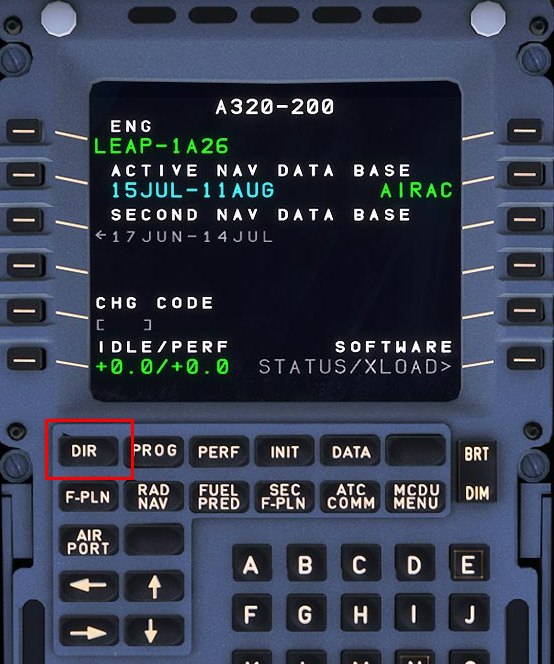 A320-200
ENG
LEAP-1A26
ACTIVE NAV DATA BASE
15JUL-11AUG AIRAC
SECOND NAV DATA BASE
←17JUN-14JUL
CHG CODE
[ ]
IDLE/PERF SOFTWARE
+0.0/+0.0 STATUS/XLOAD>
DIR PROG PERF INIT DATA BRT
F-PLN RAD NAV FUEL PRED SEC F-PLN ATC COMM MCDU MENU DIM
AIR PORT
← ↑ A B C D E
F G H I J
→ ↓